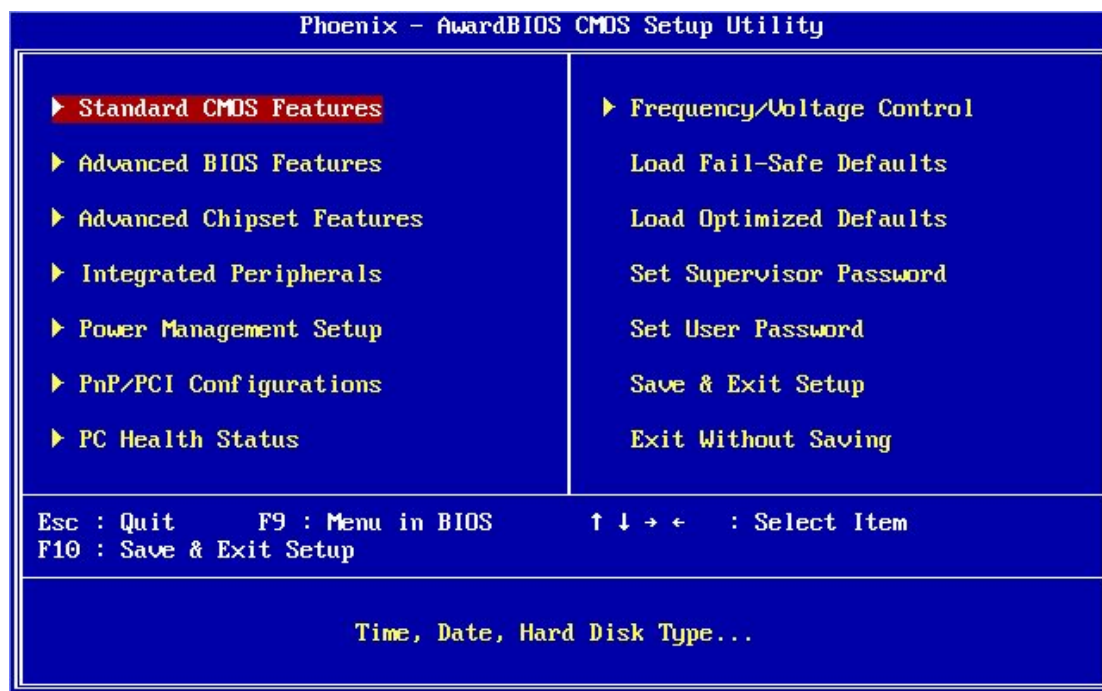 Phoenix - AwardBIOS CMOS Setup Utility
Standard CMOS Features
Advanced BIOS Features
Advanced Chipset Features
Integrated Peripherals
Power Management Setup
PnP/PCI Configurations
PC Health Status
Frequency/Voltage Control
Load Fail-Safe Defaults
Load Optimized Defaults
Set Supervisor Password
Set User Password
Save & Exit Setup
Exit Without Saving
Esc : Quit F9 : Menu in BIOS ↑ ↓ → ← : Select Item
F10 : Save & Exit Setup
Time, Date, Hard Disk Type...